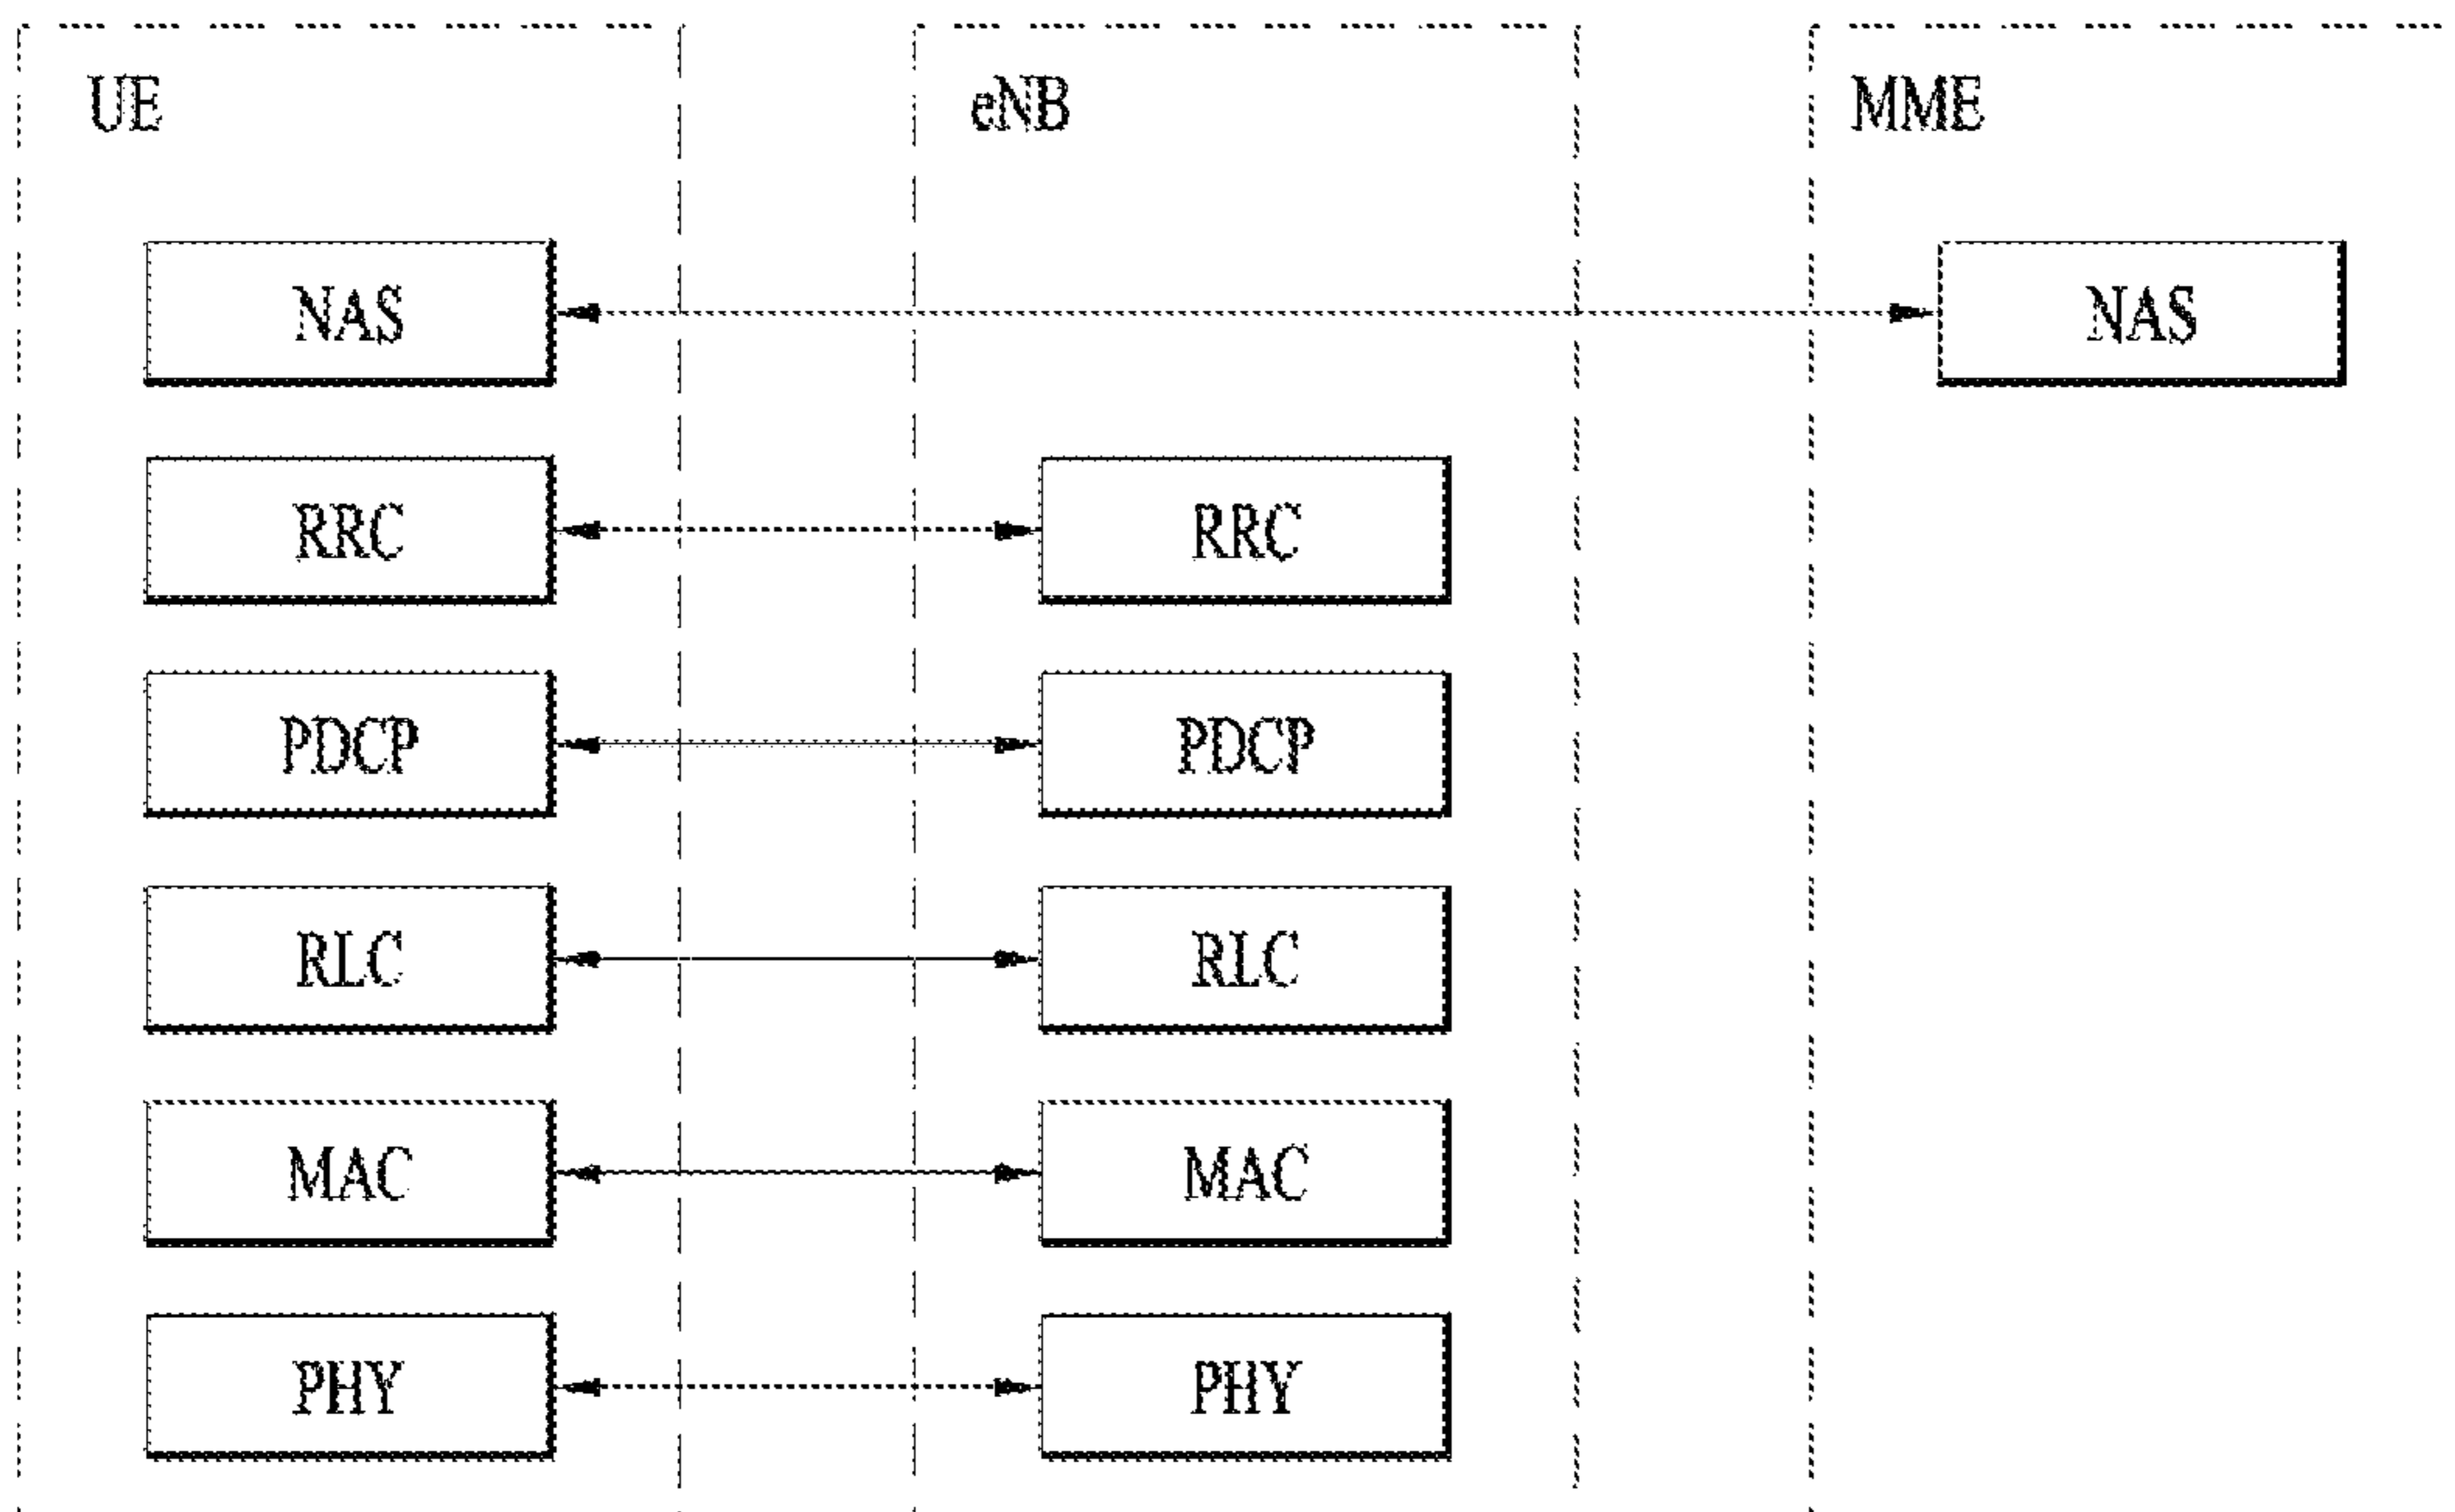 UE eNB MME
NAS NAS
RRC RRC
PDCP PDCP
RLC RLC
MAC MAC
PHY PHY